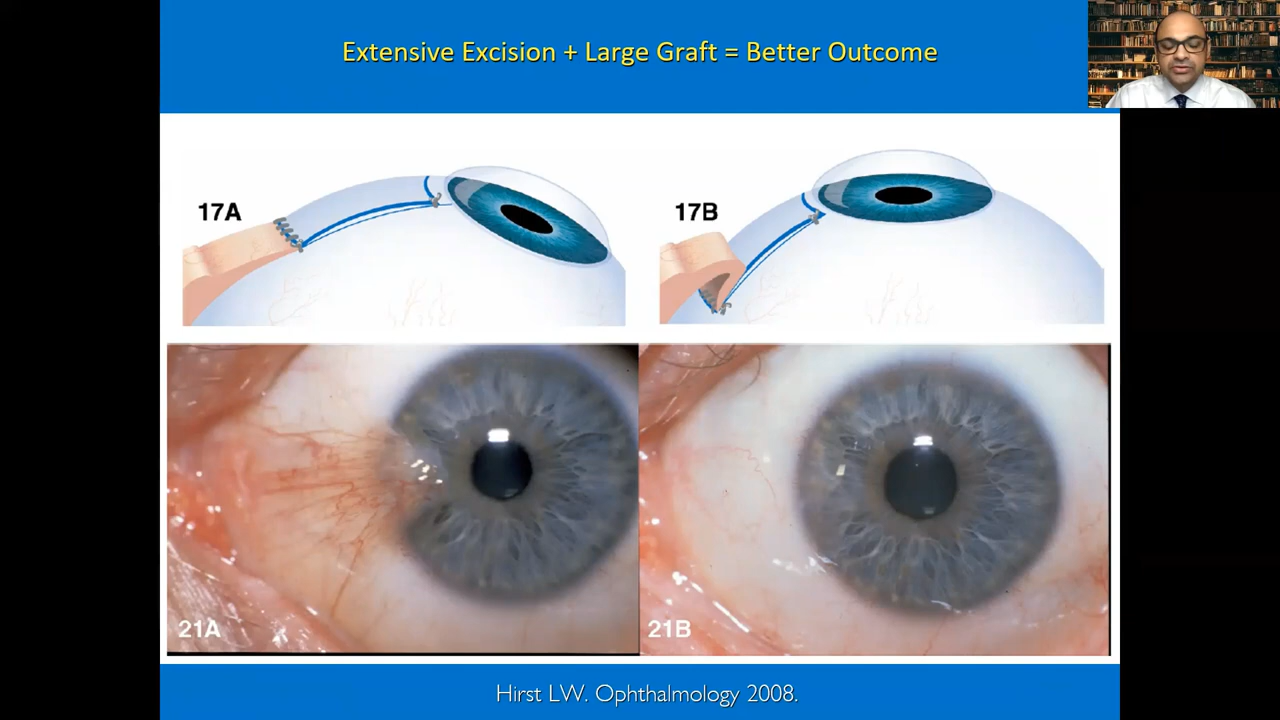 Extensive Excision + Large Graft = Better Outcome
17A
17B
21A
21B
Hirst LW. Ophthalmology 2008.